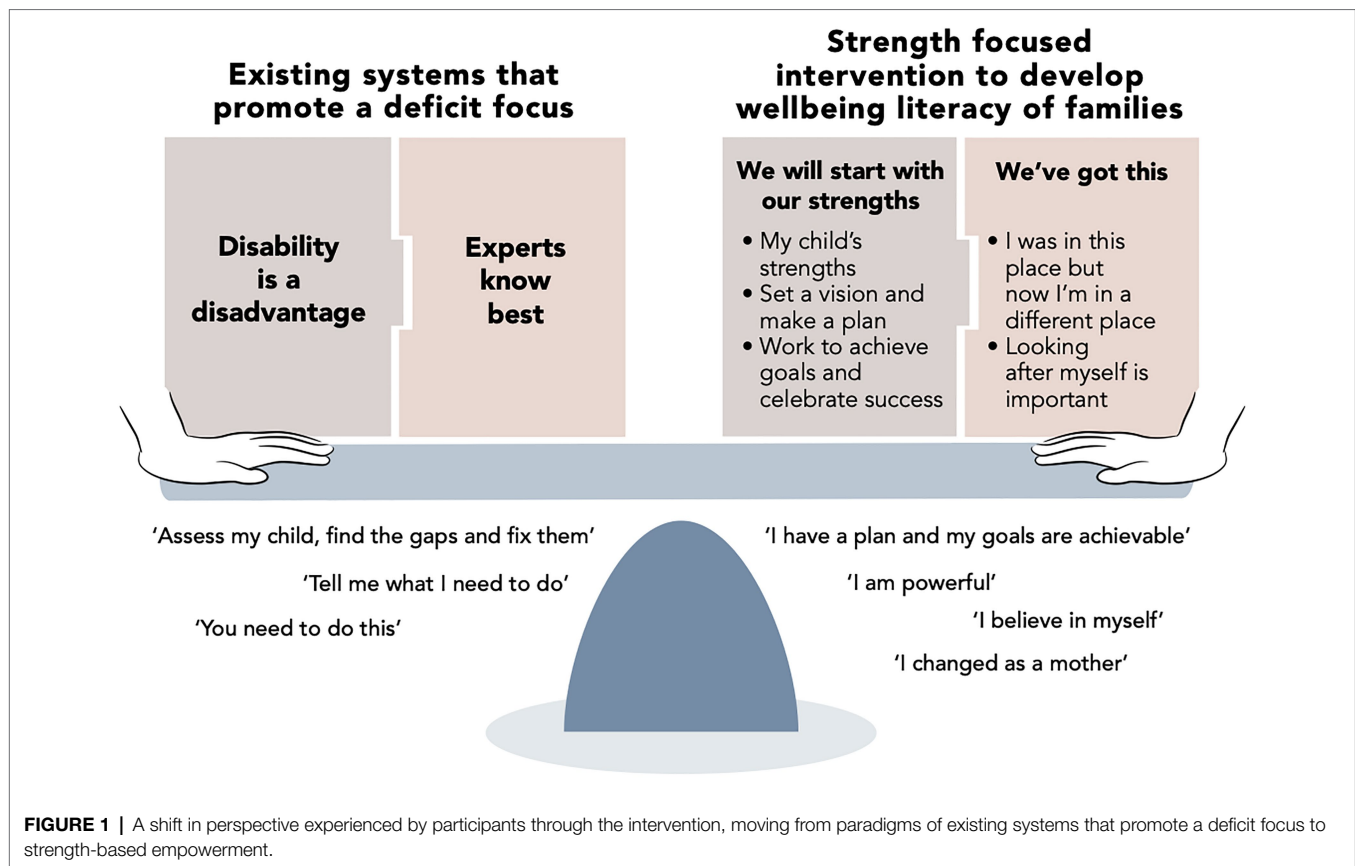 Existing systems that
promote a deficit focus
Disability
is a
disadvantage
Experts
know
best
Strength focused
intervention to develop
wellbeing literacy of families
We will start with
our strengths
• My child's
strengths
• Set a vision and
make a plan
• Work to achieve
goals and
celebrate success
We've got this
• I was in this
place but
now I'm in a
different place
• Looking
after myself is
important
'Assess my child, find the gaps and fix them'
'Tell me what I need to do'
'You need to do this'
'I have a plan and my goals are achievable'
'I am powerful'
'I believe in myself'
'I changed as a mother'
FIGURE 1 | A shift in perspective experienced by participants through the intervention, moving from paradigms of existing systems that promote a deficit focus to
strength-based empowerment.